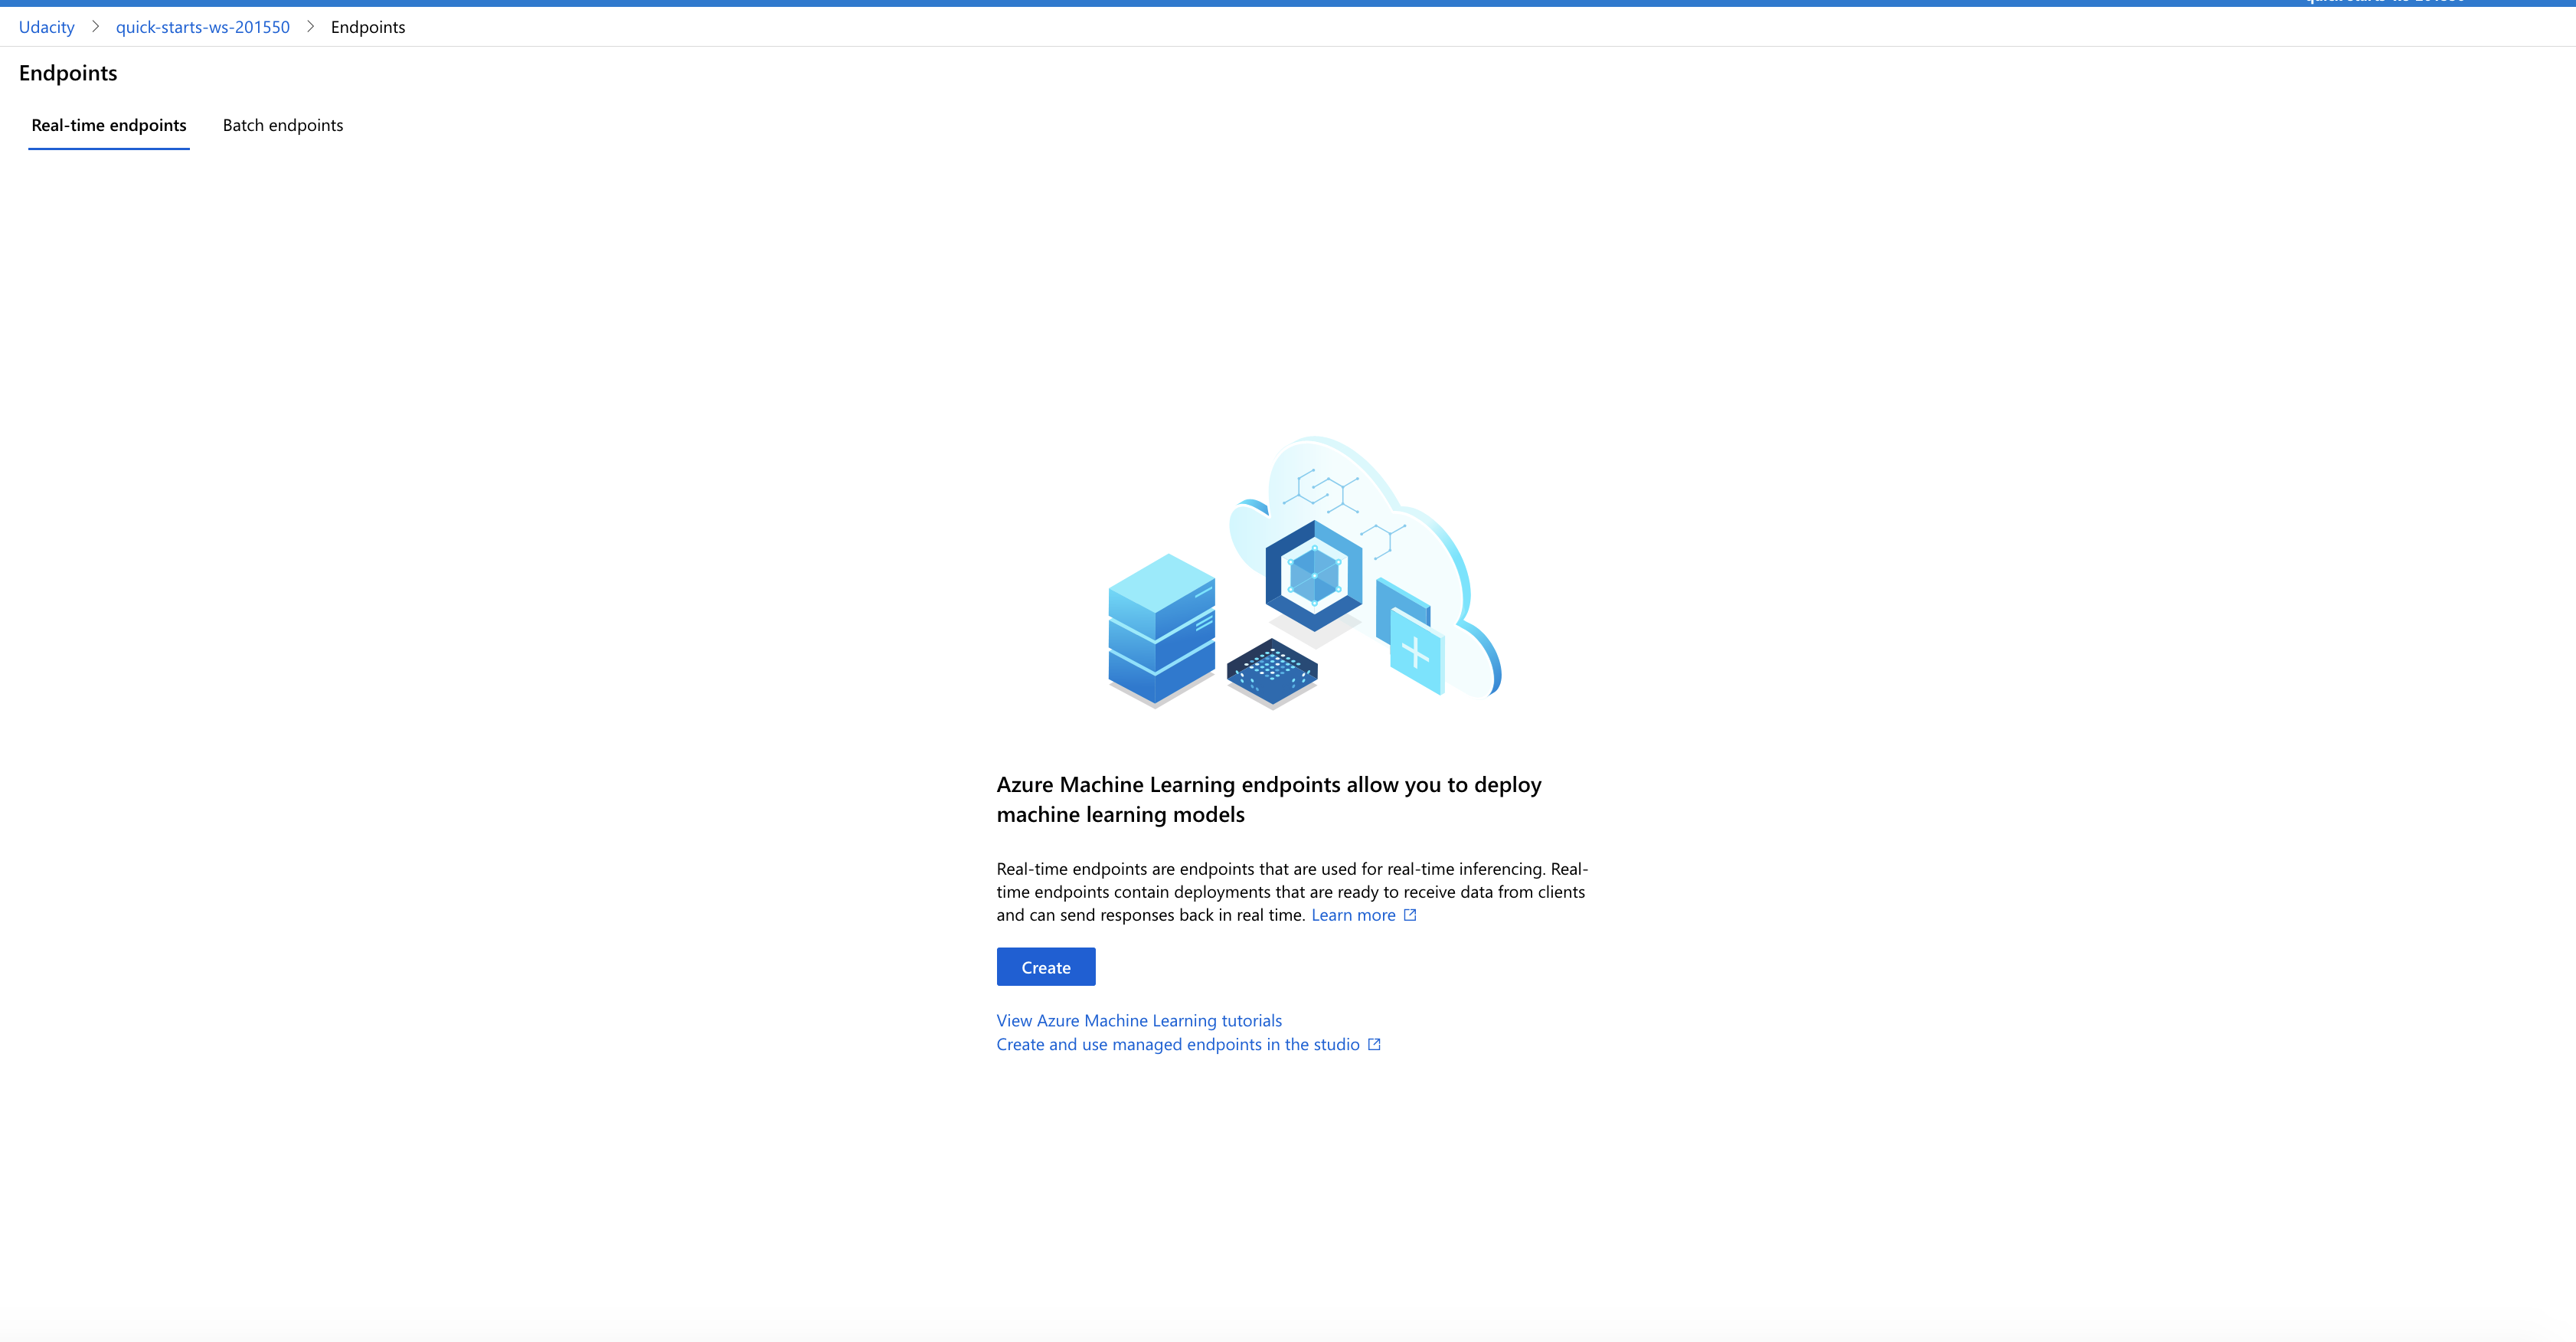 Udacity > quick-starts-ws-201550 > Endpoints
Endpoints
Real-time endpoints Batch endpoints
Azure Machine Learning endpoints allow you to deploy
machine learning models
Real-time endpoints are endpoints that are used for real-time inferencing. Real-
time endpoints contain deployments that are ready to receive data from clients
and can send responses back in real time. Learn more
Create
View Azure Machine Learning tutorials
Create and use managed endpoints in the studio